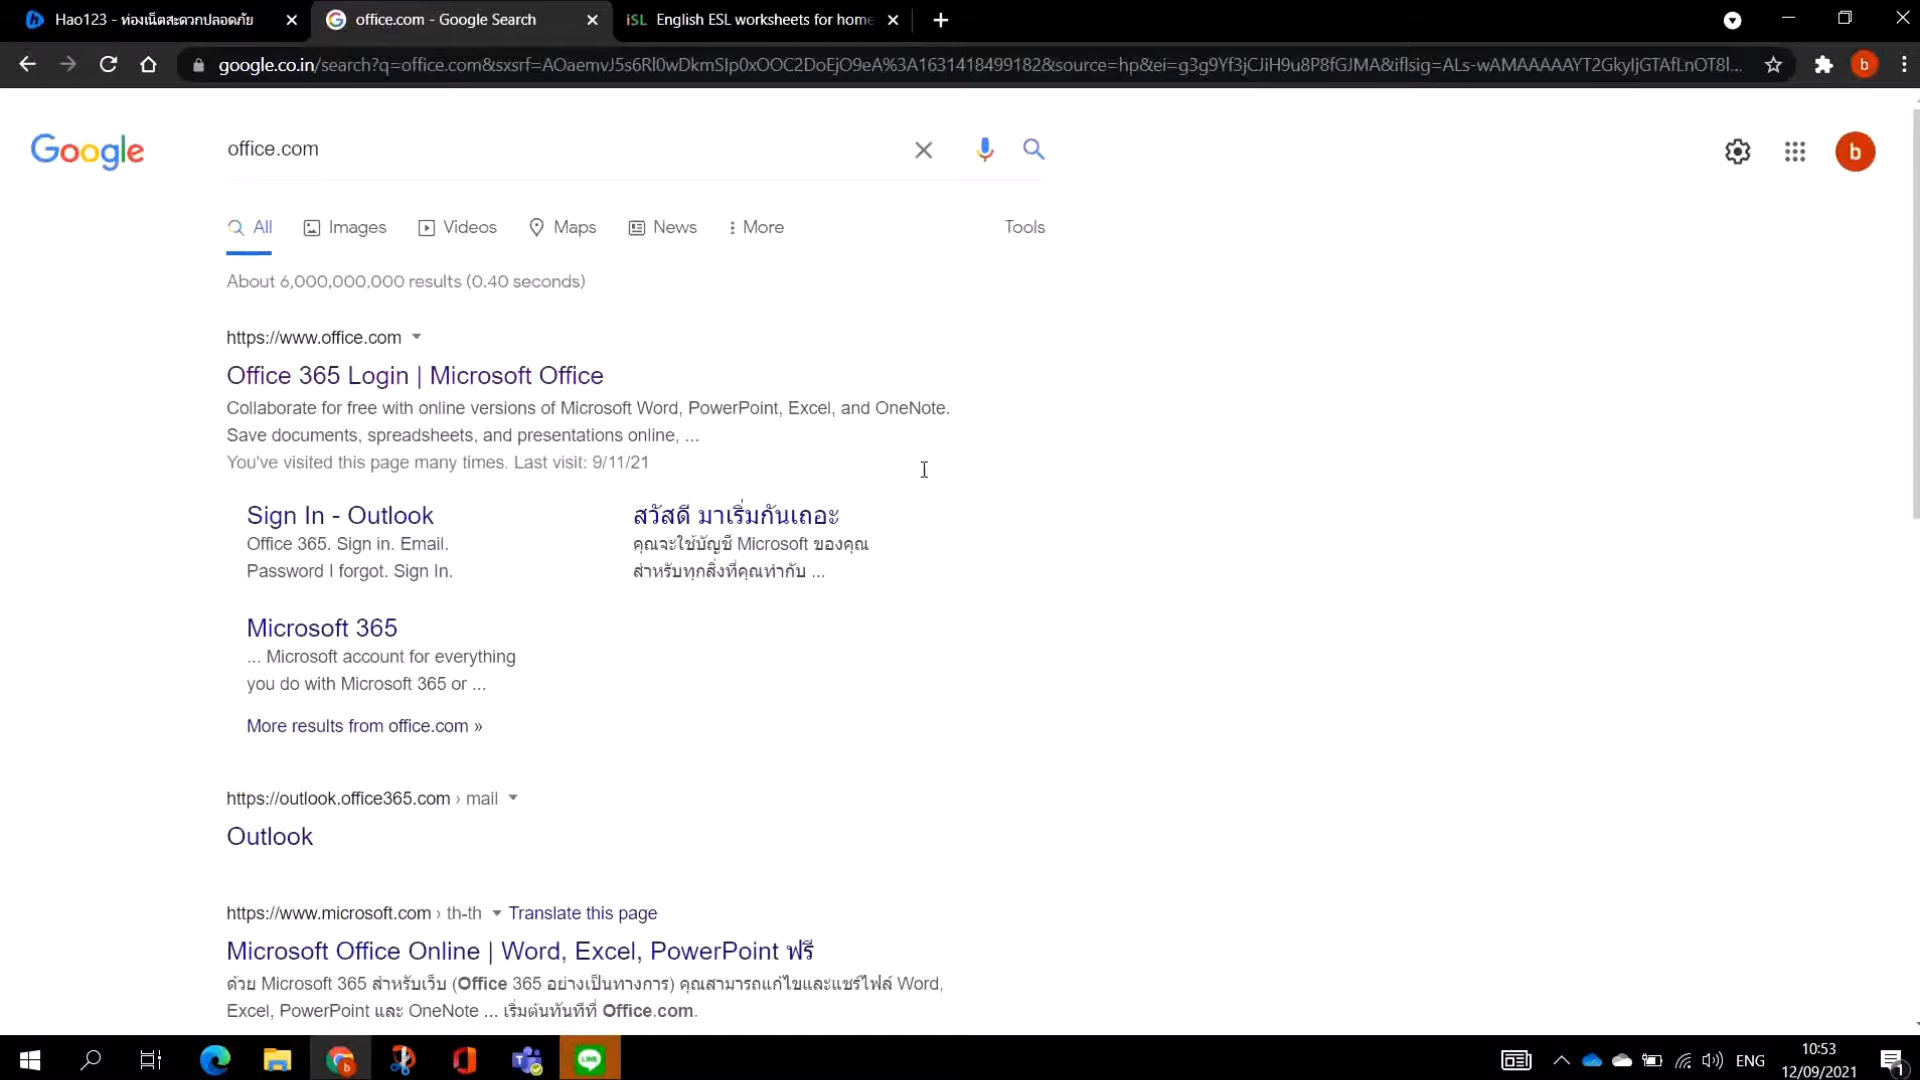 Hao123 - ท่องเน็ตสะดวกปลอดภัย
office.com - Google Search
iSL English ESL worksheets for home
google.co.in/search?q=office.com&sxsrf=AOaemvJ5s6Rl0wDkmSIp0xOOC2DoEjO9eA%3A1631418499182&source=hp&ei=g3g9Yf3jCJiH9u8P8fGJMA&iflsig=ALs-wAMAAAAAYT2GkyIjGTAfLnOT8l...
b
Google
office.com
b
All
Images
Videos
Maps
News
More
Tools
About 6,000,000,000 results (0.40 seconds)
https://www.office.com
Office 365 Login | Microsoft Office
Collaborate for free with online versions of Microsoft Word, PowerPoint, Excel, and OneNote.
Save documents, spreadsheets, and presentations online, ...
You've visited this page many times. Last visit: 9/11/21
Sign In - Outlook
Office 365. Sign in. Email.
Password I forgot. Sign In.
สวัสดี มาเริ่มกันเถอะ
คุณจะใช้บัญชี Microsoft ของคุณ
สำหรับทุกสิ่งที่คุณทำกับ ...
Microsoft 365
... Microsoft account for everything
you do with Microsoft 365 or ...
More results from office.com »
https://outlook.office365.com › mail
Outlook
https://www.microsoft.com › th-th Translate this page
Microsoft Office Online | Word, Excel, PowerPoint ฟรี
ด้วย Microsoft 365 สำหรับเว็บ (Office 365 อย่างเป็นทางการ) คุณสามารถแก้ไขและแชร์ไฟล์ Word,
Excel, PowerPoint และ OneNote ... เริ่มต้นทันทีที่ Office.com.
b
T
LINE
ENG
10:53
12/09/2021
1